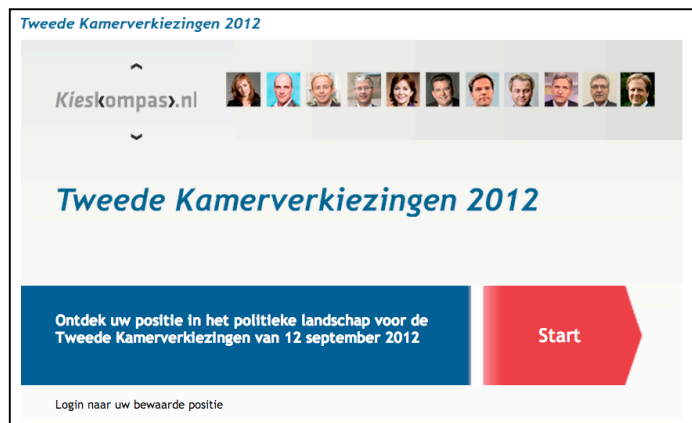 Tweede Kamerverkiezingen 2012
Kieskompas.nl
Tweede Kamerverkiezingen 2012
Ontdek uw positie in het politieke landschap voor de
Tweede Kamerverkiezingen van 12 september 2012
Start
Login naar uw bewaarde positie